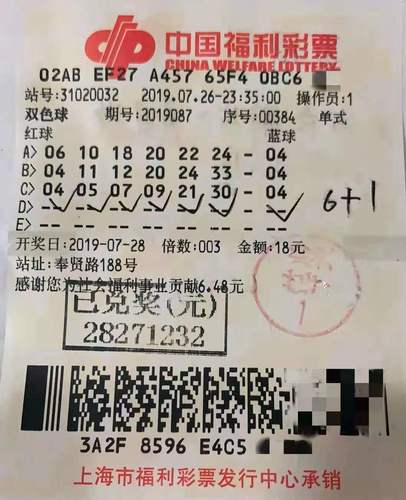 中国福利彩票
CHINA WELFARE LOTTERY
02AB EF27 A457 65F4 0BC6
站号:31020032 2019.07.26-23:35:00 操作员:1
双色球 期号:2019087 序号:00384 单式
红球 蓝球
A> 06 10 18 20 22 24 - 04
B> 04 11 12 20 24 33 - 04
C> 04 05 07 09 21 30 - 04 6+1
D>
E>
开奖日:2019-07-28 倍数:003 金额:18元
站址:奉贤路188号
感谢您为社会福利事业贡献6.48元
已兑奖(元)
28271232
1
3A2F 8596 E4C5
上海市福利彩票发行中心承销